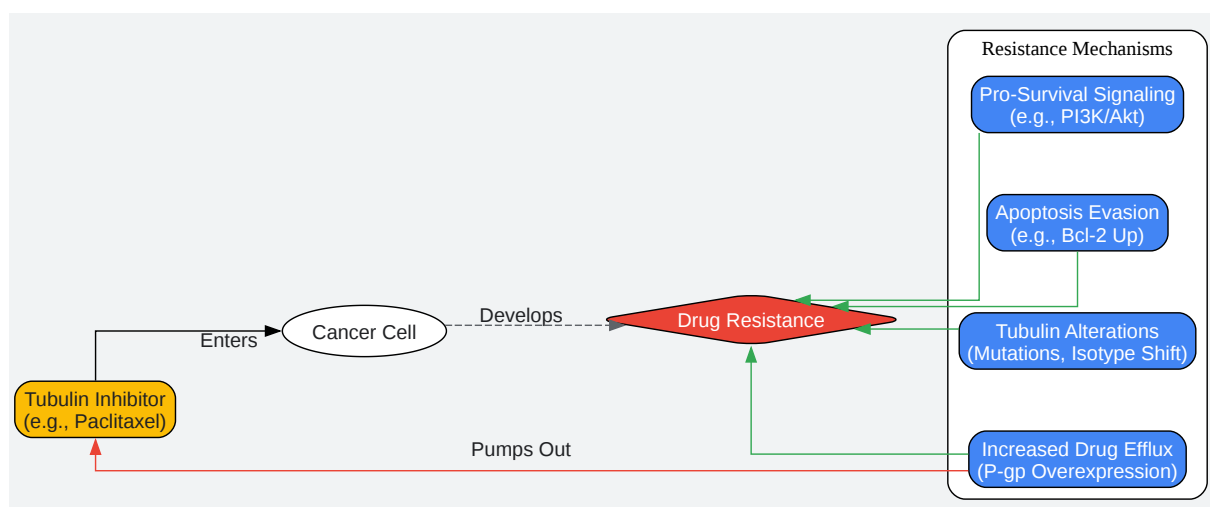 Resistance Mechanisms
Pro-Survival Signaling
(e.g., PI3K/Akt)
Apoptosis Evasion
(e.g., Bcl-2 Up)
Develops
Drug Resistance
Cancer Cell
Enters
Tubulin Alterations
(Mutations, Isotype Shift)
Tubulin Inhibitor
(e.g., Paclitaxel)
Pumps Out
Increased Drug Efflux
(P-gp Overexpression)